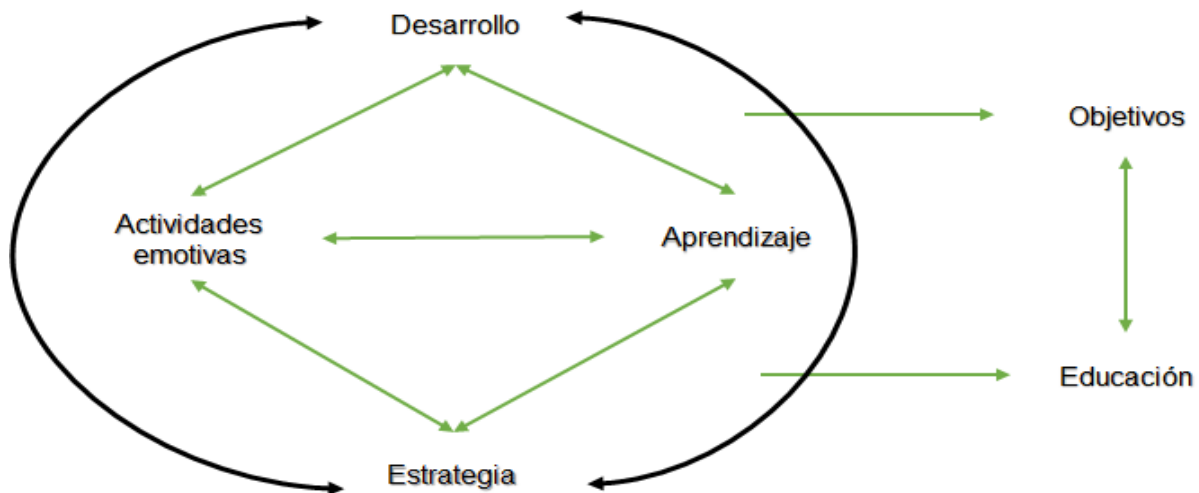 Desarrollo
Objetivos
Actividades
emotivas
Aprendizaje
Educación
Estrategia